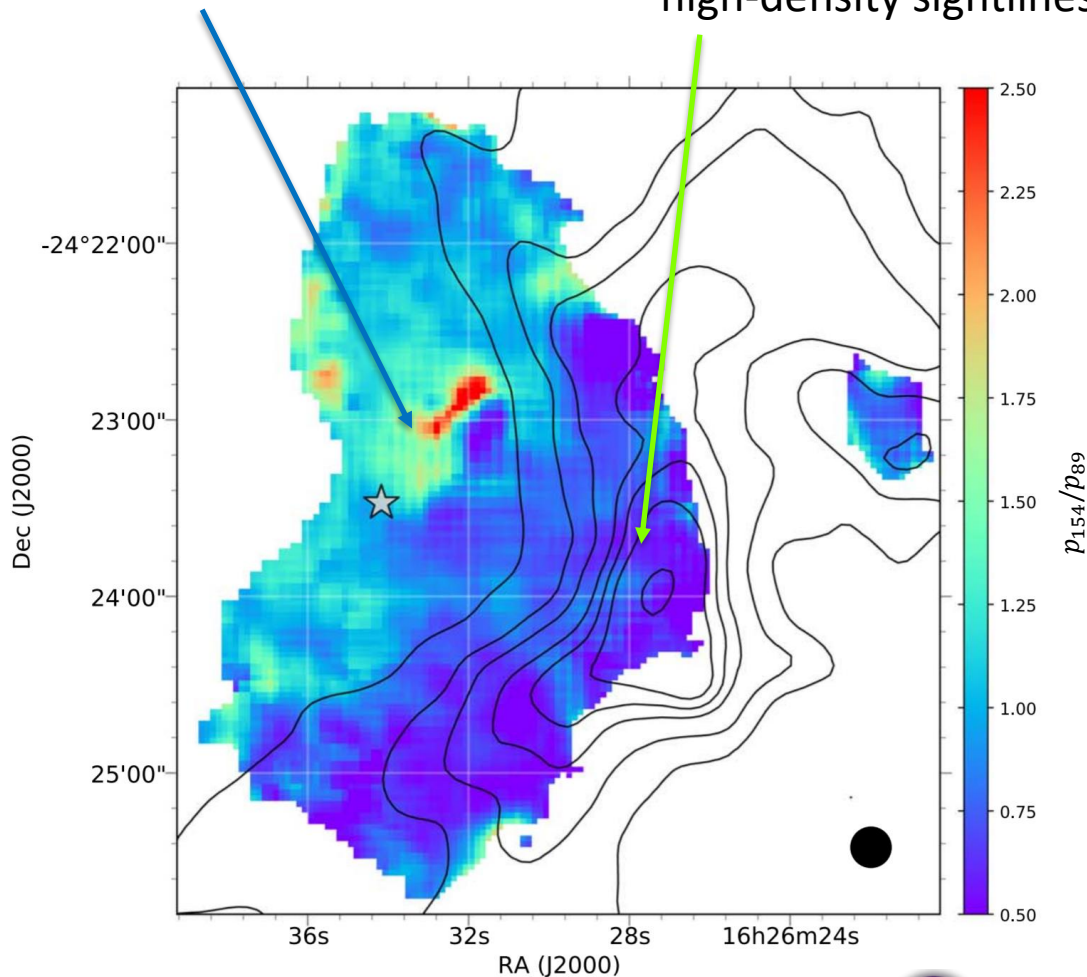 high-density sightlines
2.50
2.25
2.00
1.75
1.50
1.25
1.00
0.75
0.50
p₁₅₄/p₈₉
-24°22'00"
23'00"
24'00"
25'00"
Dec (J2000)
36s
32s
28s
16h26m24s
RA (J2000)